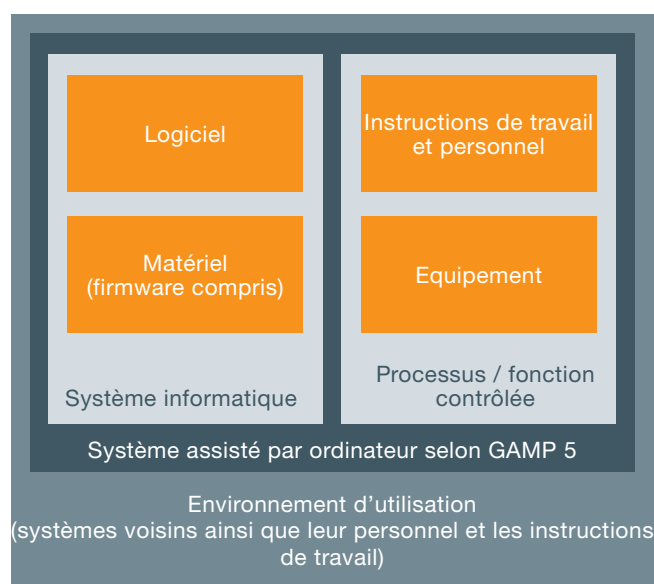 Logiciel
Instructions de travail
et personnel
Matériel
(firmware compris)
Equipement
Système informatique
Processus / fonction
contrôlée
Système assisté par ordinateur selon GAMP 5
Environnement d’utilisation
(systèmes voisins ainsi que leur personnel et les instructions
de travail)